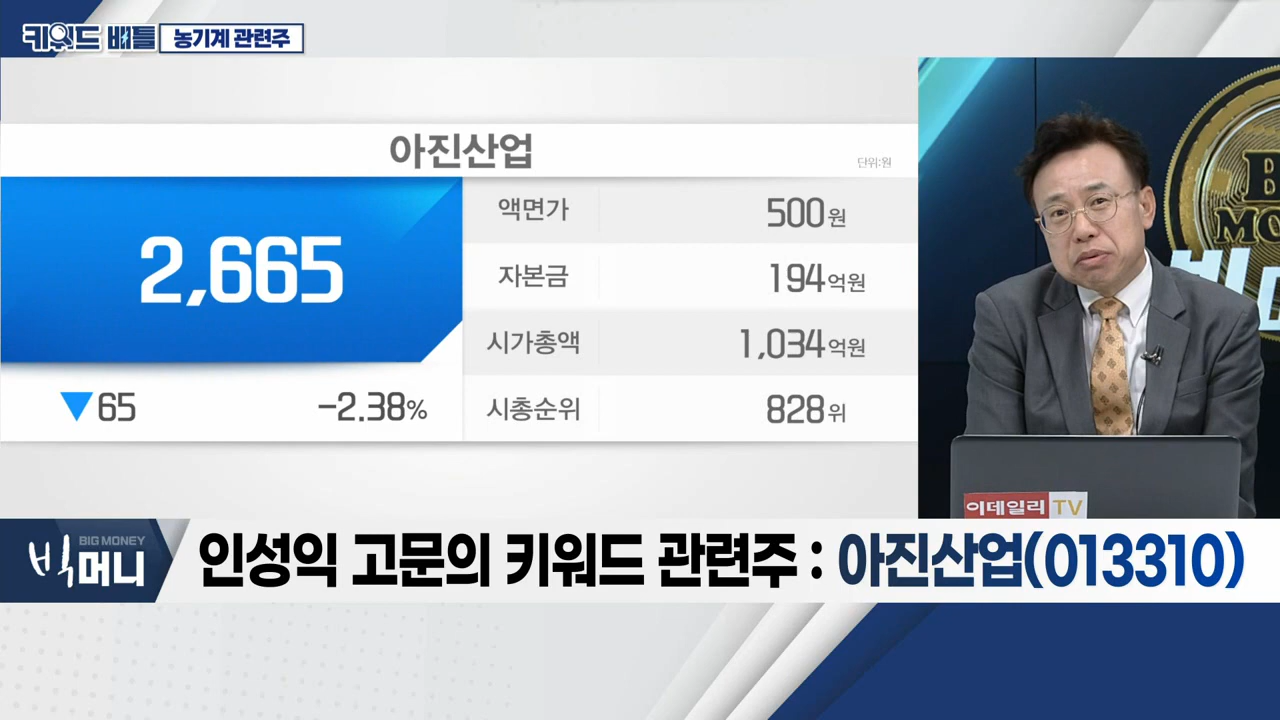 키워드 배틀 농기계 관련주
아진산업
단위:원
2,665
▼65 -2.38%
액면가 500원
자본금 194억원
시가총액 1,034억원
시총순위 828위
B
MO
빅머
이데일리 TV
BIG MONEY
빅머니
인성익 고문의 키워드 관련주 : 아진산업(013310)